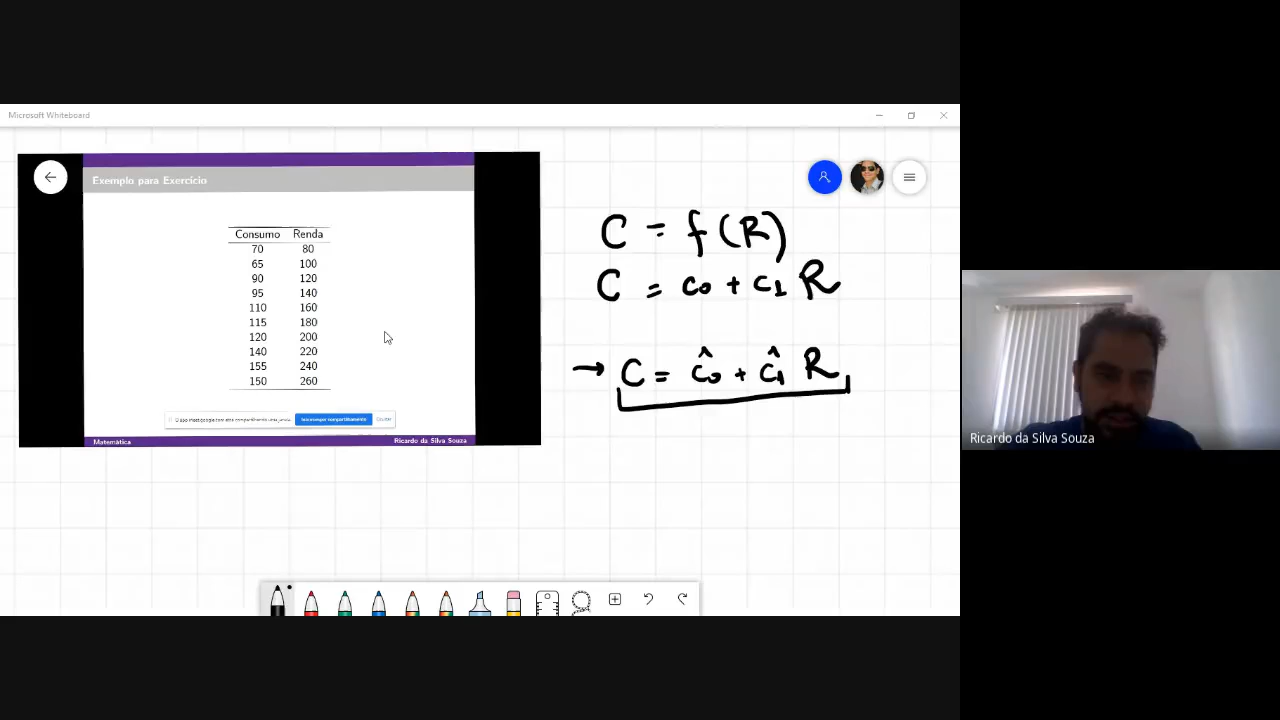 Microsoft Whiteboard
Exemplo para Exercício
Consumo Renda
70 80
65 100
90 120
95 140
110 160
115 180
120 200
140 220
155 240
150 260
Matemática Ricardo da Silva Souza
C = f(R)
C = c₀ + c₁ R
→ C = ĉ₀ + ĉ₁ R
Ricardo da Silva Souza